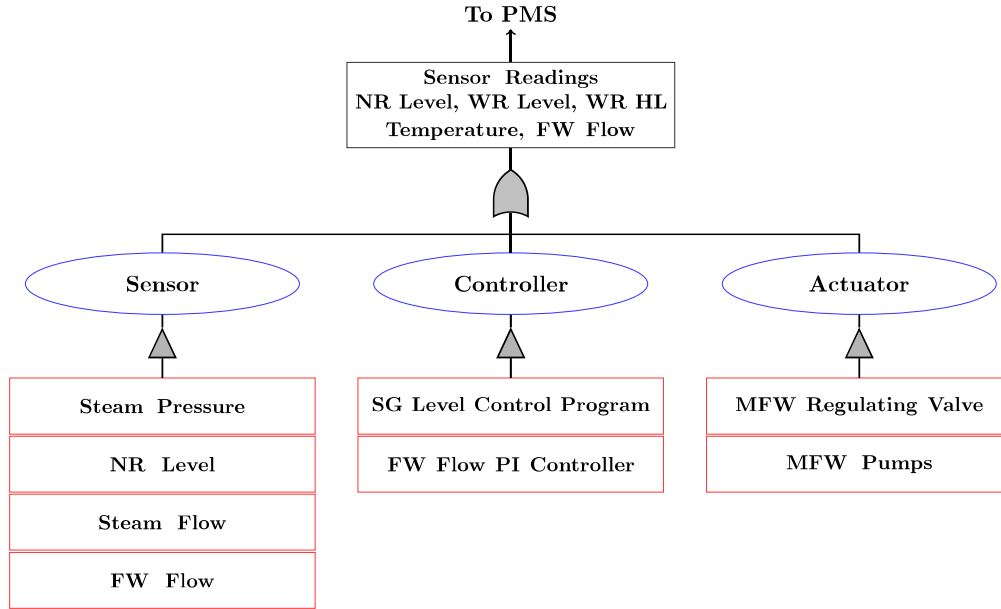 To PMS
Sensor Readings
NR Level, WR Level, WR HL
Temperature, FW Flow
Sensor
Controller
Actuator
Steam Pressure
SG Level Control Program
MFW Regulating Valve
NR Level
FW Flow PI Controller
MFW Pumps
Steam Flow
FW Flow